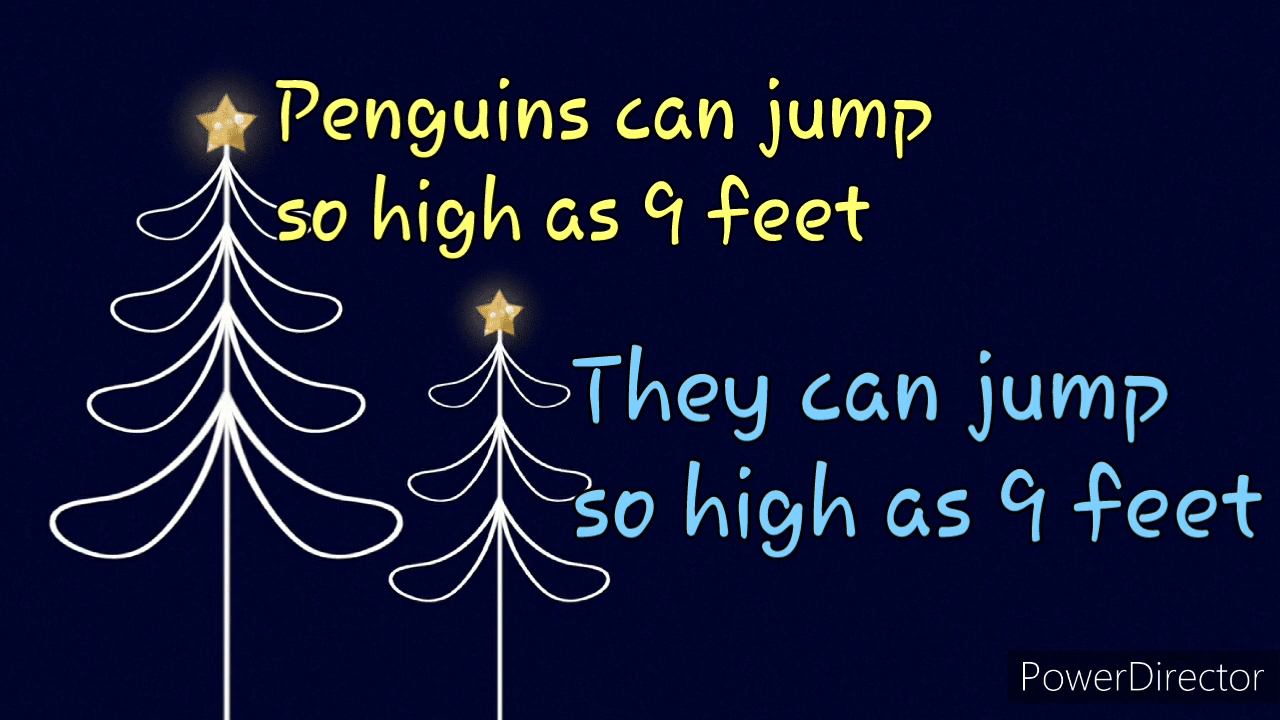 Penguins can jump
so high as 9 feet
They can jump
so high as 9 feet
PowerDirector